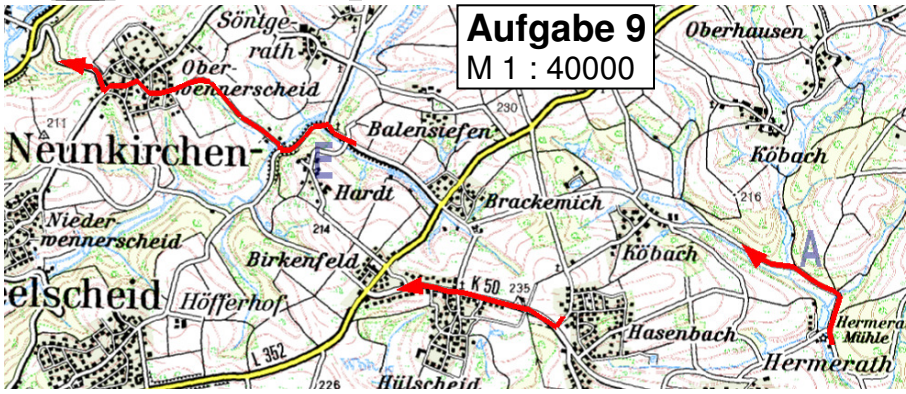 Aufgabe 9
M 1 : 40000
Söntge-
rath
Oberhausen
Ober-
wennerscheid
230
211
Balensiefen
Neunkirchen-
E
Köbach
Hardt
216
Brackemich
Nieder-
wennerscheid
214
Köbach
A
Birkenfeld
elscheid
Höfferhof
K 50
235
Hermerat
Mühle
Hasenbach
L 352
Hermerath
226
Hülscheid